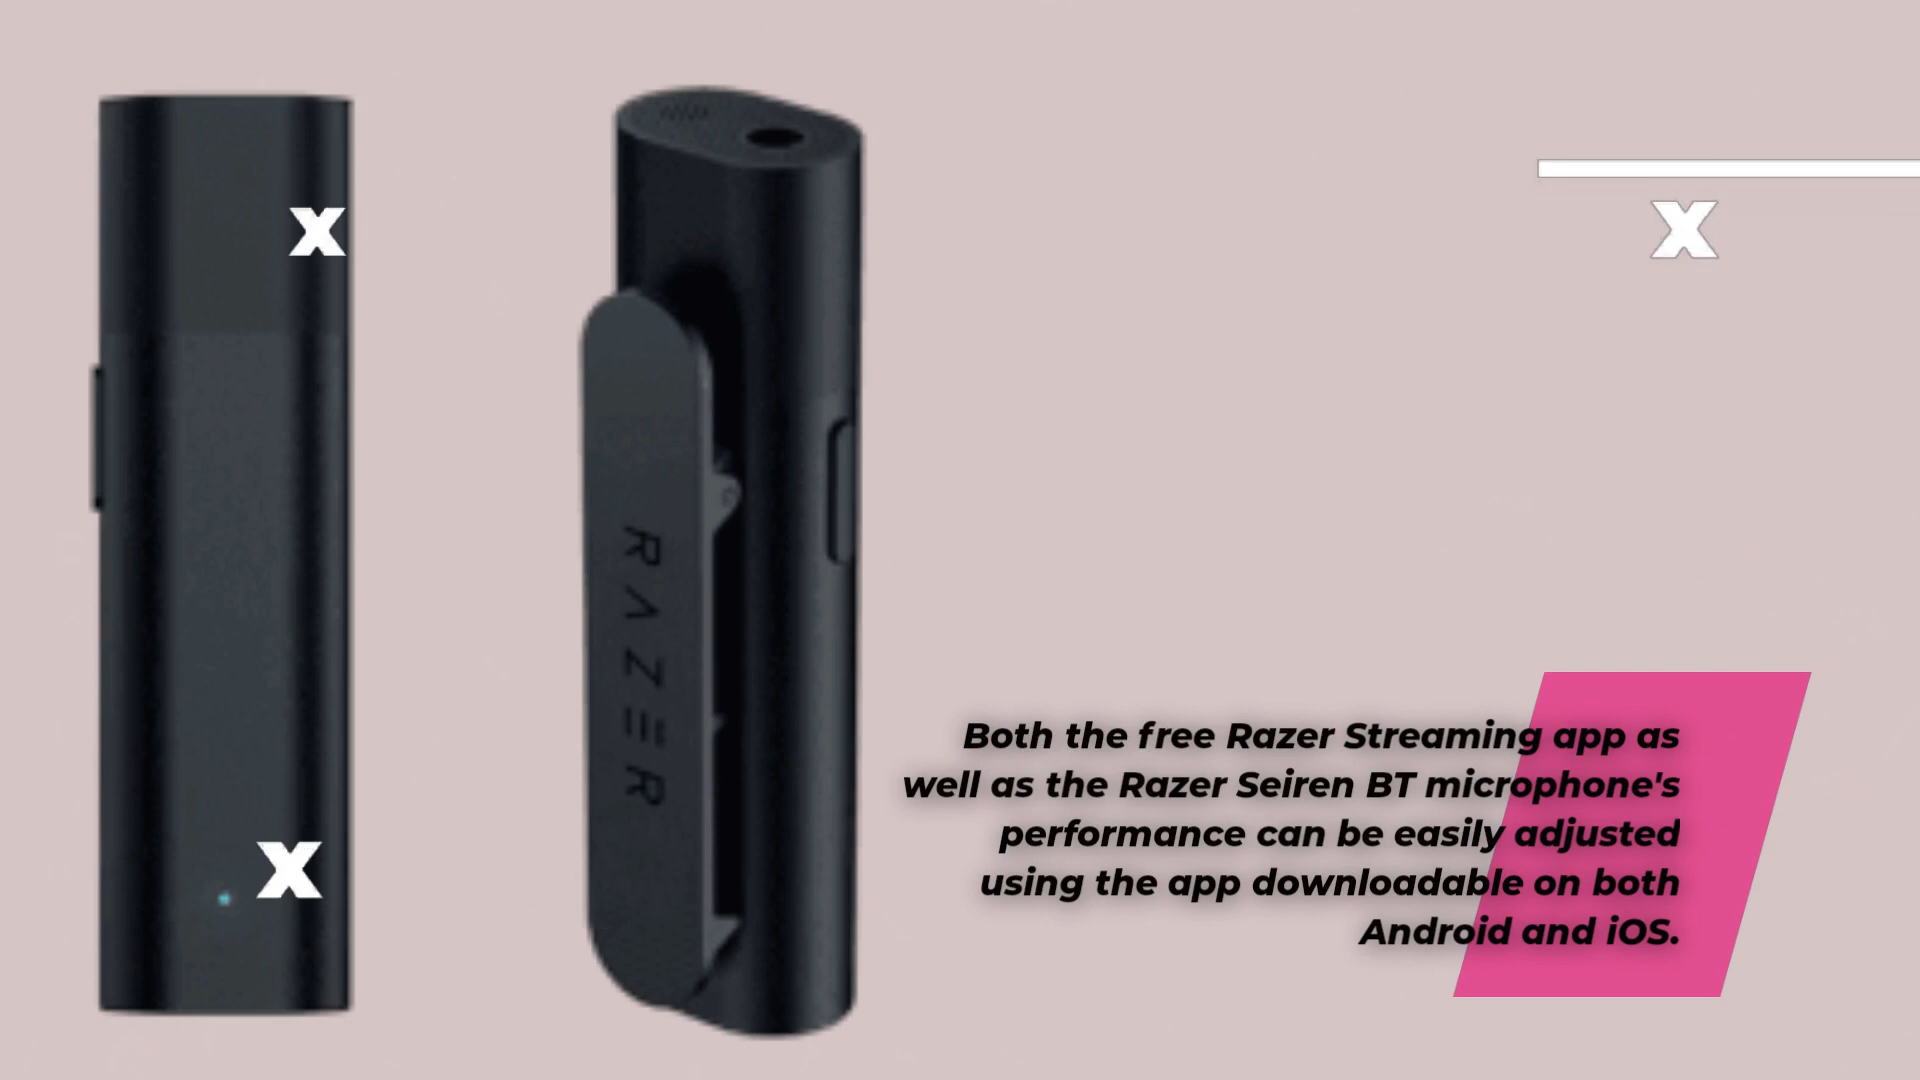 X
X
RAZER
X
Both the free Razer Streaming app as
well as the Razer Seiren BT microphone's
performance can be easily adjusted
using the app downloadable on both
Android and iOS.